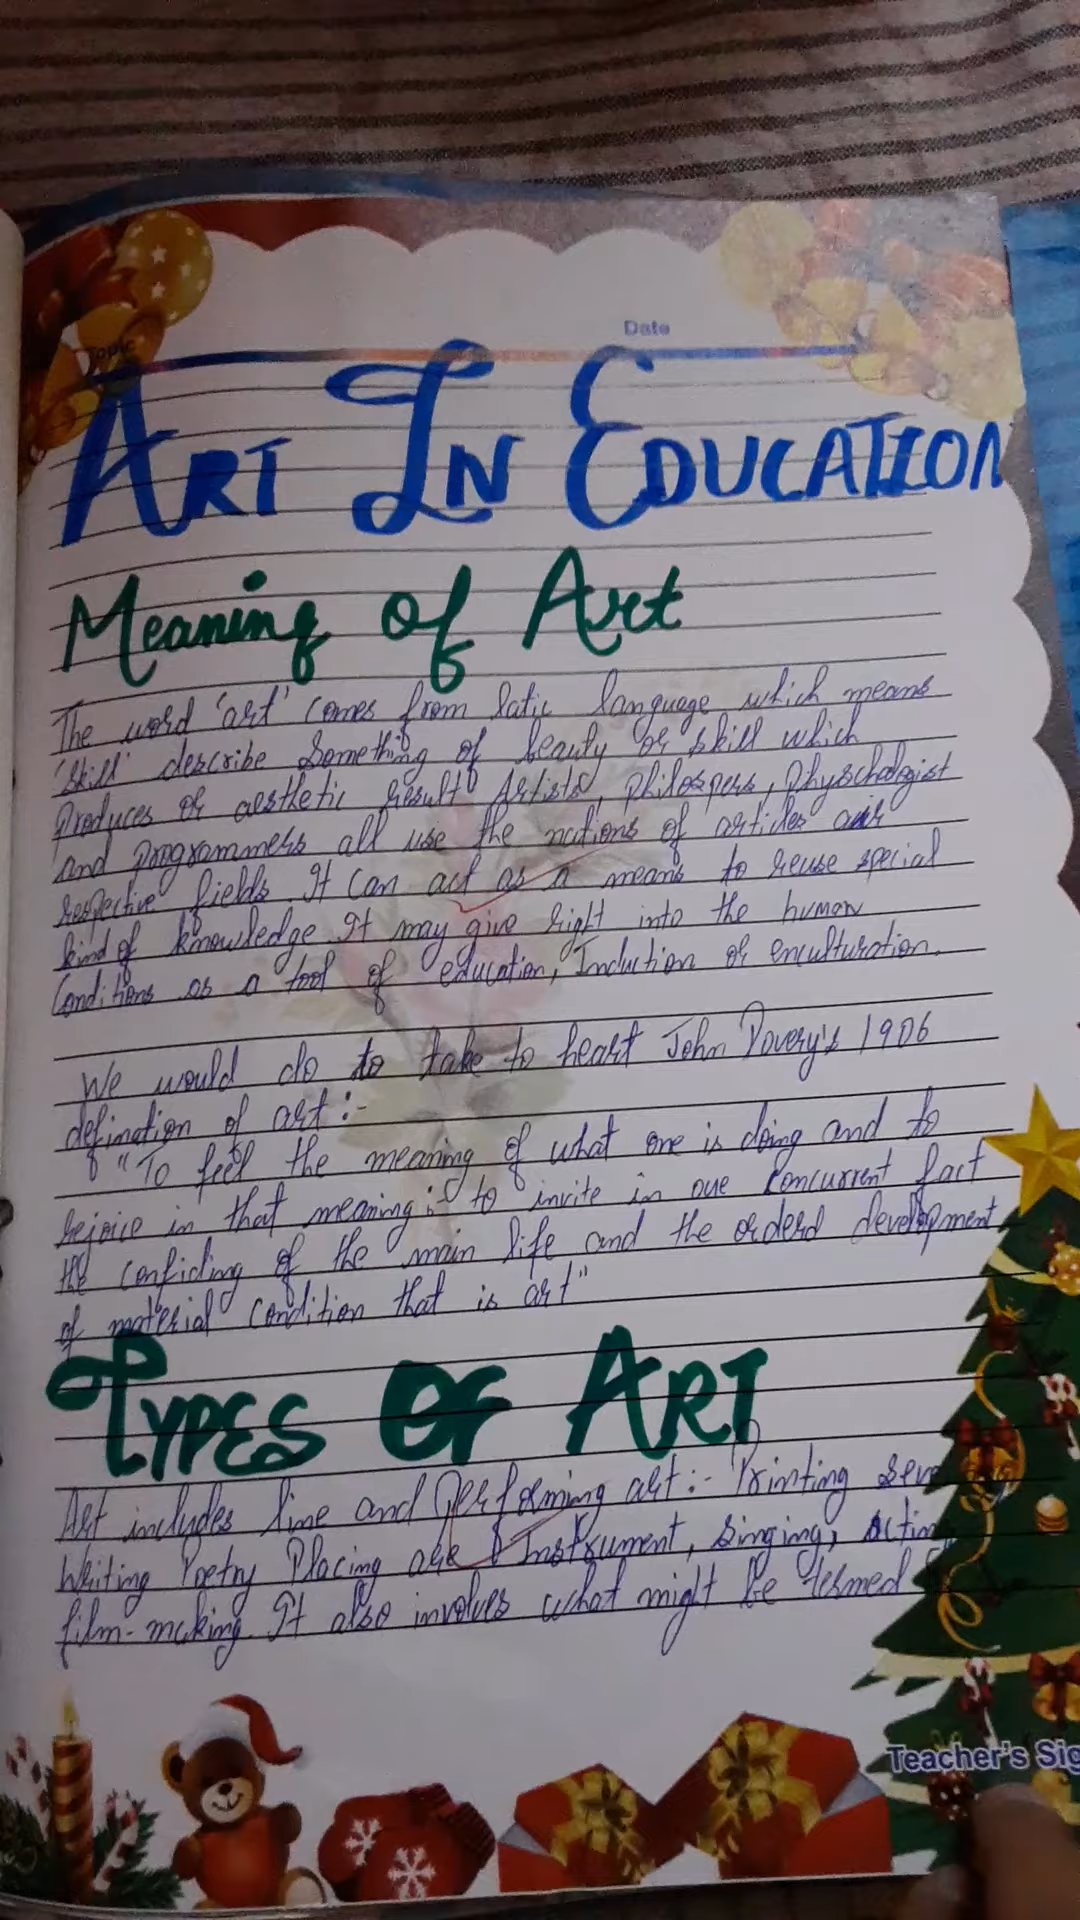 Date
Topic
ART IN EDUCATION
Meaning of Art
The word 'art' comes from latic language which means
'skill' describe something of beauty or skill which
produces or aesthetic result Artists, philospers, Physchologist
and programmers all use the nations of articles
respective fields. It can act as a means to reuse special
kind of knowledge. It may give right into the human
conditions as a tool of education, Induction or enculturation.
We would do to take to heart John Dovery's 1906
defination of art :-
"To feel the meaning of what one is doing and to
rejoice in that meaning : to invite in one concurrent fact
the confiding of the main life and the orderd development
of material condition that is art"
TYPES OF ART
Art includes line and performing art :- Printing
Writing Poetry Placing are Instrument, singing,
film-making. It also involves what might be termed
Teacher's Sig